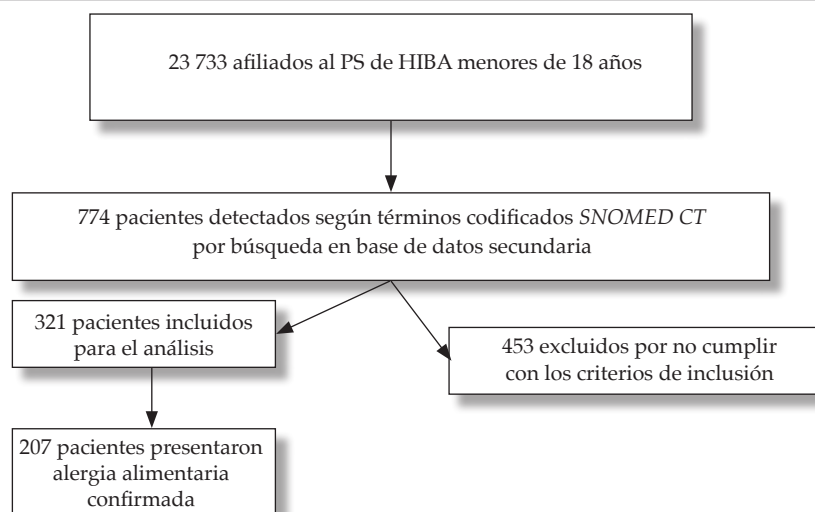 23 733 afiliados al PS de HIBA menores de 18 años
774 pacientes detectados según términos codificados SNOMED CT
por búsqueda en base de datos secundaria
321 pacientes incluidos
para el análisis
453 excluidos por no cumplir
con los criterios de inclusión
207 pacientes presentaron
alergia alimentaria
confirmada